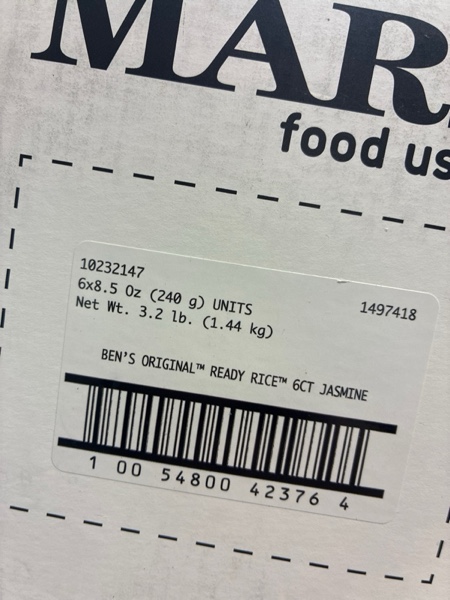 MAR
food us
10232147
1497418
6x8.5 Oz (240 g) UNITS
Net Wt. 3.2 lb. (1.44 kg)
BEN'S ORIGINAL™ READY RICE™ 6CT JASMINE
1 00 54800 42376 4